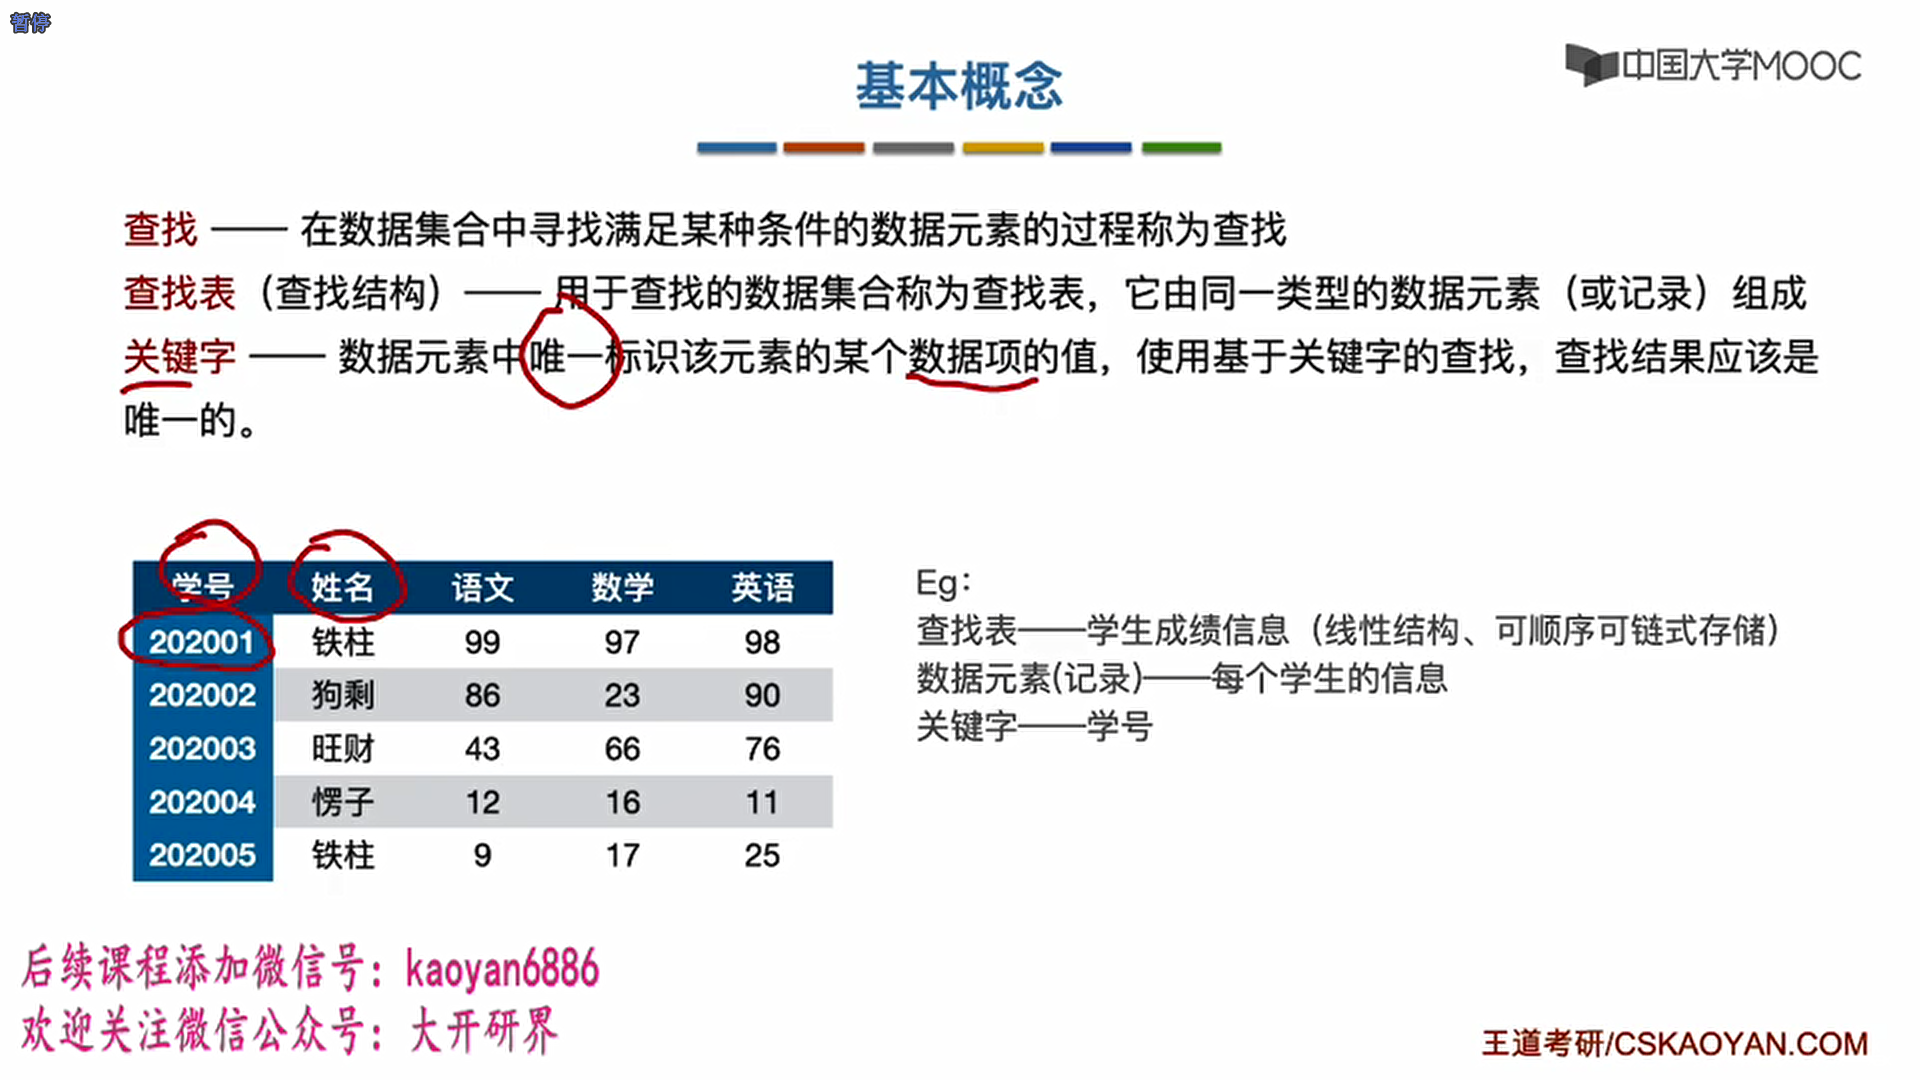 暂停
中国大学MOOC
基本概念
查找 —— 在数据集合中寻找满足某种条件的数据元素的过程称为查找
查找表（查找结构）—— 用于查找的数据集合称为查找表，它由同一类型的数据元素（或记录）组成
关键字 —— 数据元素中唯一标识该元素的某个数据项的值，使用基于关键字的查找，查找结果应该是
唯一的。
学号 姓名 语文 数学 英语
202001 铁柱 99 97 98
202002 狗剩 86 23 90
202003 旺财 43 66 76
202004 愣子 12 16 11
202005 铁柱 9 17 25
Eg：
查找表——学生成绩信息（线性结构、可顺序可链式存储）
数据元素(记录)——每个学生的信息
关键字——学号
后续课程添加微信号：kaoyan6886
欢迎关注微信公众号：大开研界
王道考研/CSKAOYAN.COM